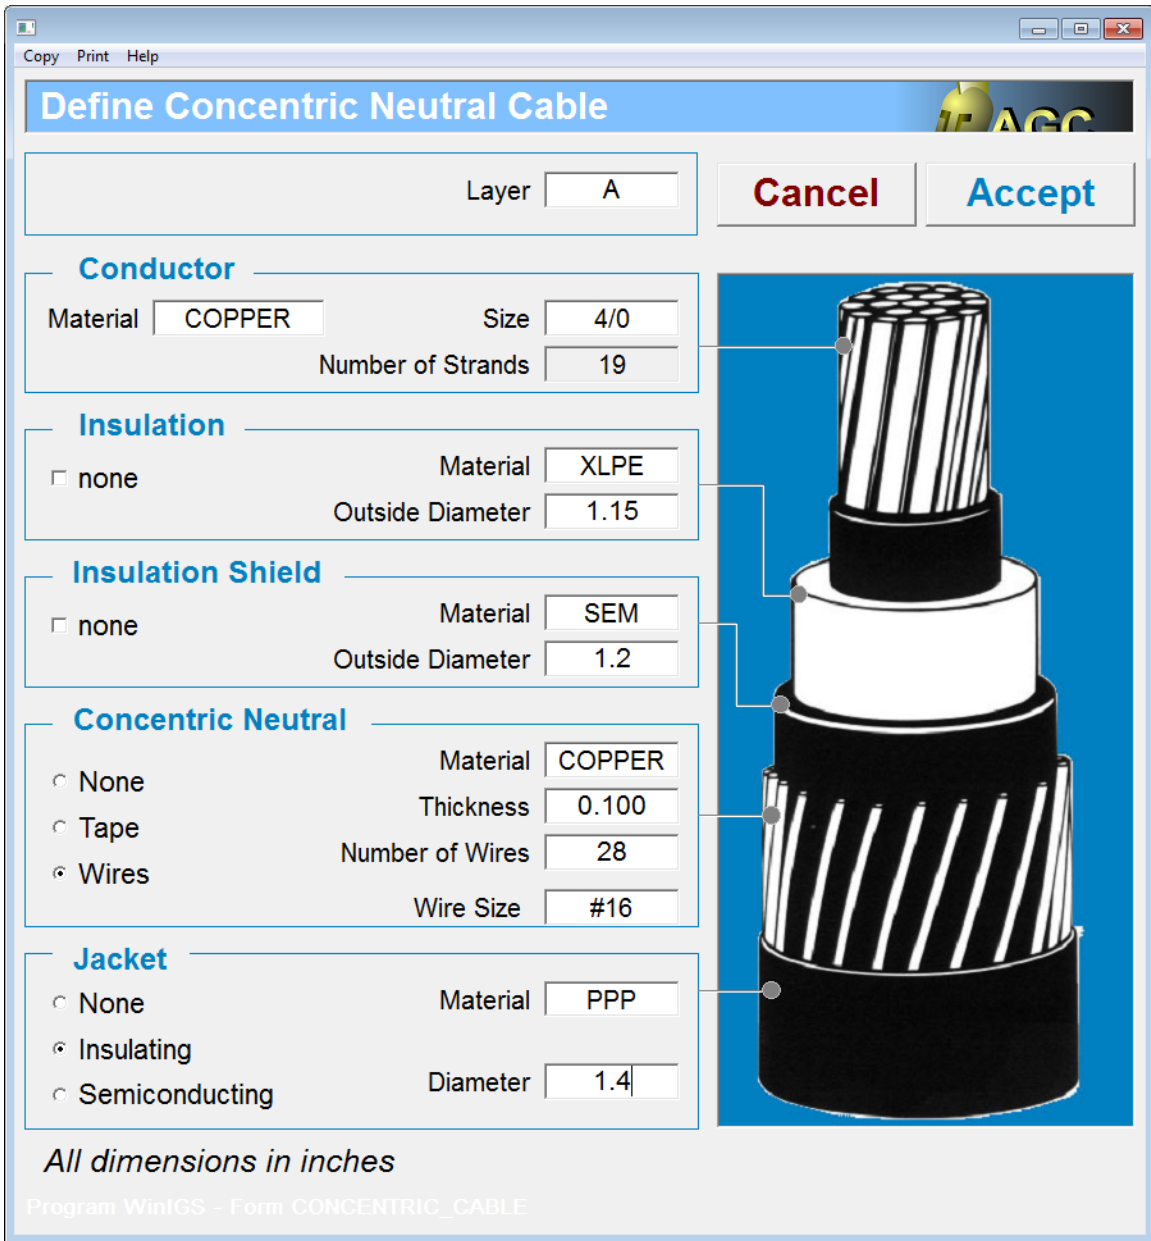 Copy Print Help
Define Concentric Neutral Cable
AGC
Layer A
Cancel Accept
Conductor
Material COPPER Size 4/0
Number of Strands 19
Insulation
none Material XLPE
Outside Diameter 1.15
Insulation Shield
none Material SEM
Outside Diameter 1.2
Concentric Neutral
Material COPPER
None
Thickness 0.100
Tape
Number of Wires 28
Wires
Wire Size #16
Jacket
None Material PPP
Insulating
Diameter 1.4
Semiconducting
All dimensions in inches
Program WinIGS - Form CONCENTRIC_CABLE